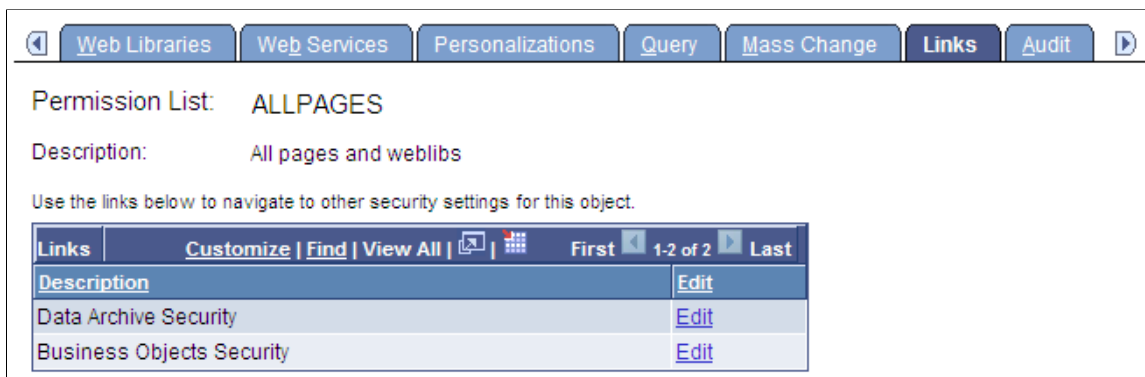 Web Libraries Web Services Personalizations Query Mass Change Links Audit
Permission List: ALLPAGES
Description: All pages and weblibs
Use the links below to navigate to other security settings for this object.
Links Customize | Find | View All | | First 1-2 of 2 Last
Description Edit
Data Archive Security Edit
Business Objects Security Edit